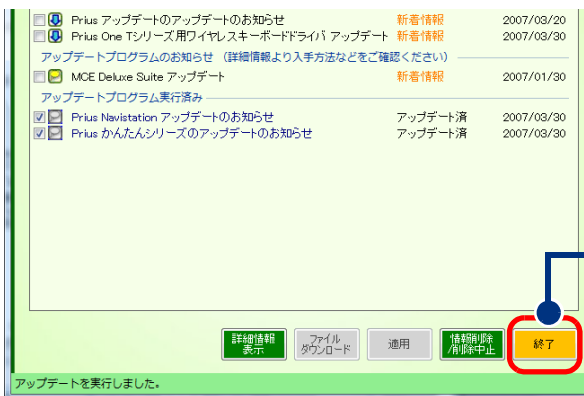 Prius アップデートのアップデートのお知らせ 新着情報 2007/03/20
Prius One Tシリーズ用ワイヤレスキーボードドライバ アップデート 新着情報 2007/03/30
アップデートプログラムのお知らせ (詳細情報より入手方法などをご確認ください)
MCE Deluxe Suite アップデート 新着情報 2007/01/30
アップデートプログラム実行済み
Prius Navistation アップデートのお知らせ アップデート済 2007/03/30
Prius かんたんシリーズのアップデートのお知らせ アップデート済 2007/03/30
詳細情報
表示
ファイル
ダウンロード
適用
情報削除
/削除中止
終了
アップデートを実行しました。